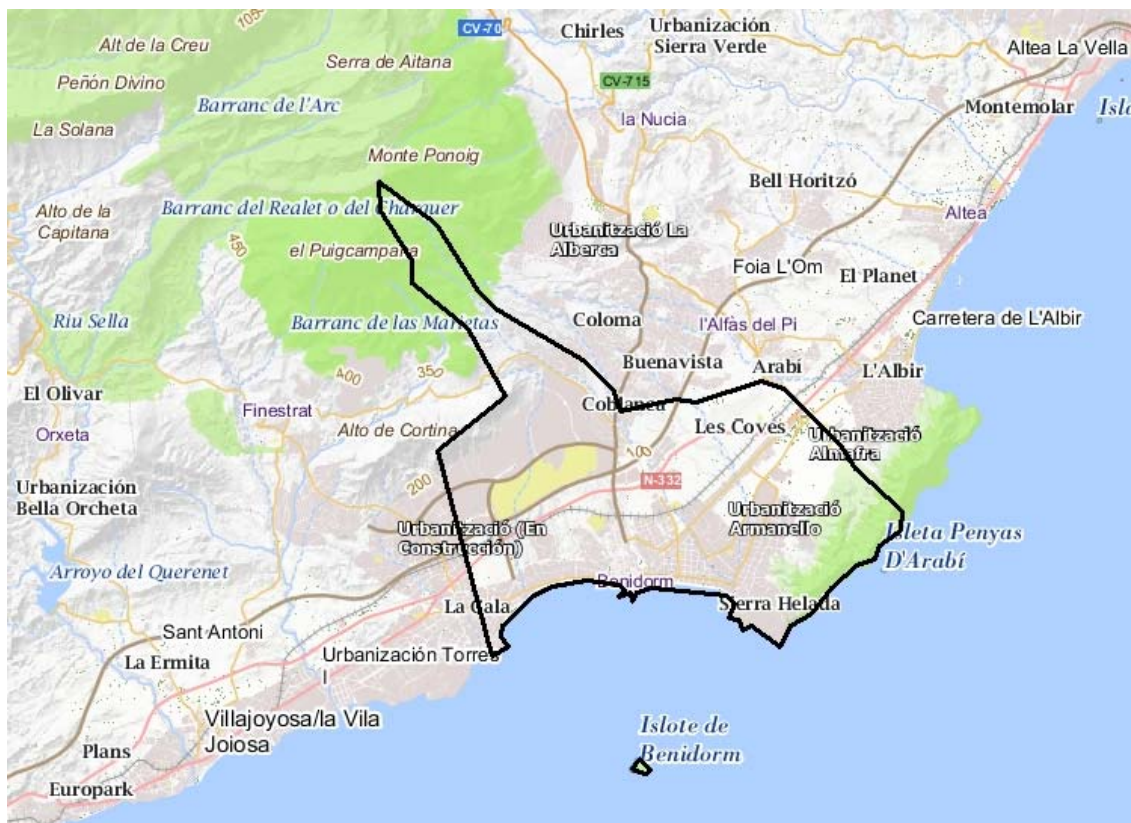 1050
CV-70
Chirles
Urbanización
Sierra Verde
Alt de la Creu
Altea La Vella
Serra de Aitana
Peñón Divino
CV-715
Barranc de l'Arc
Montemolar
Islo
la Nucia
La Solana
Monte Ponoig
Bell Horitzó
Alto de la
Capitana
Barranc del Realet o del Charquer
Altea
450
Urbanització La
Alberca
el Puigcampana
Foia L'Om
El Planet
Riu Sella
Barranc de las Marietas
Coloma
l'Alfàs del Pi
Carretera de L'Albir
Buenavista
Arabí
L'Albir
400
350
El Olivar
Finestrat
Coblanca
Orxeta
Alto de Cortina
Les Coves
Urbanització
Almafra
100
N-332
200
Urbanización
Bella Orcheta
Urbanització (En
Construcción)
Urbanització
Armanello
Isleta Penyas
D'Arabí
Arroyo del Querenet
Benidorm
La Cala
Sierra Helada
Sant Antoni
La Ermita
Urbanización Torres
I
Villajoyosa/la Vila
Joiosa
Islote de
Benidorm
Plans
Europark